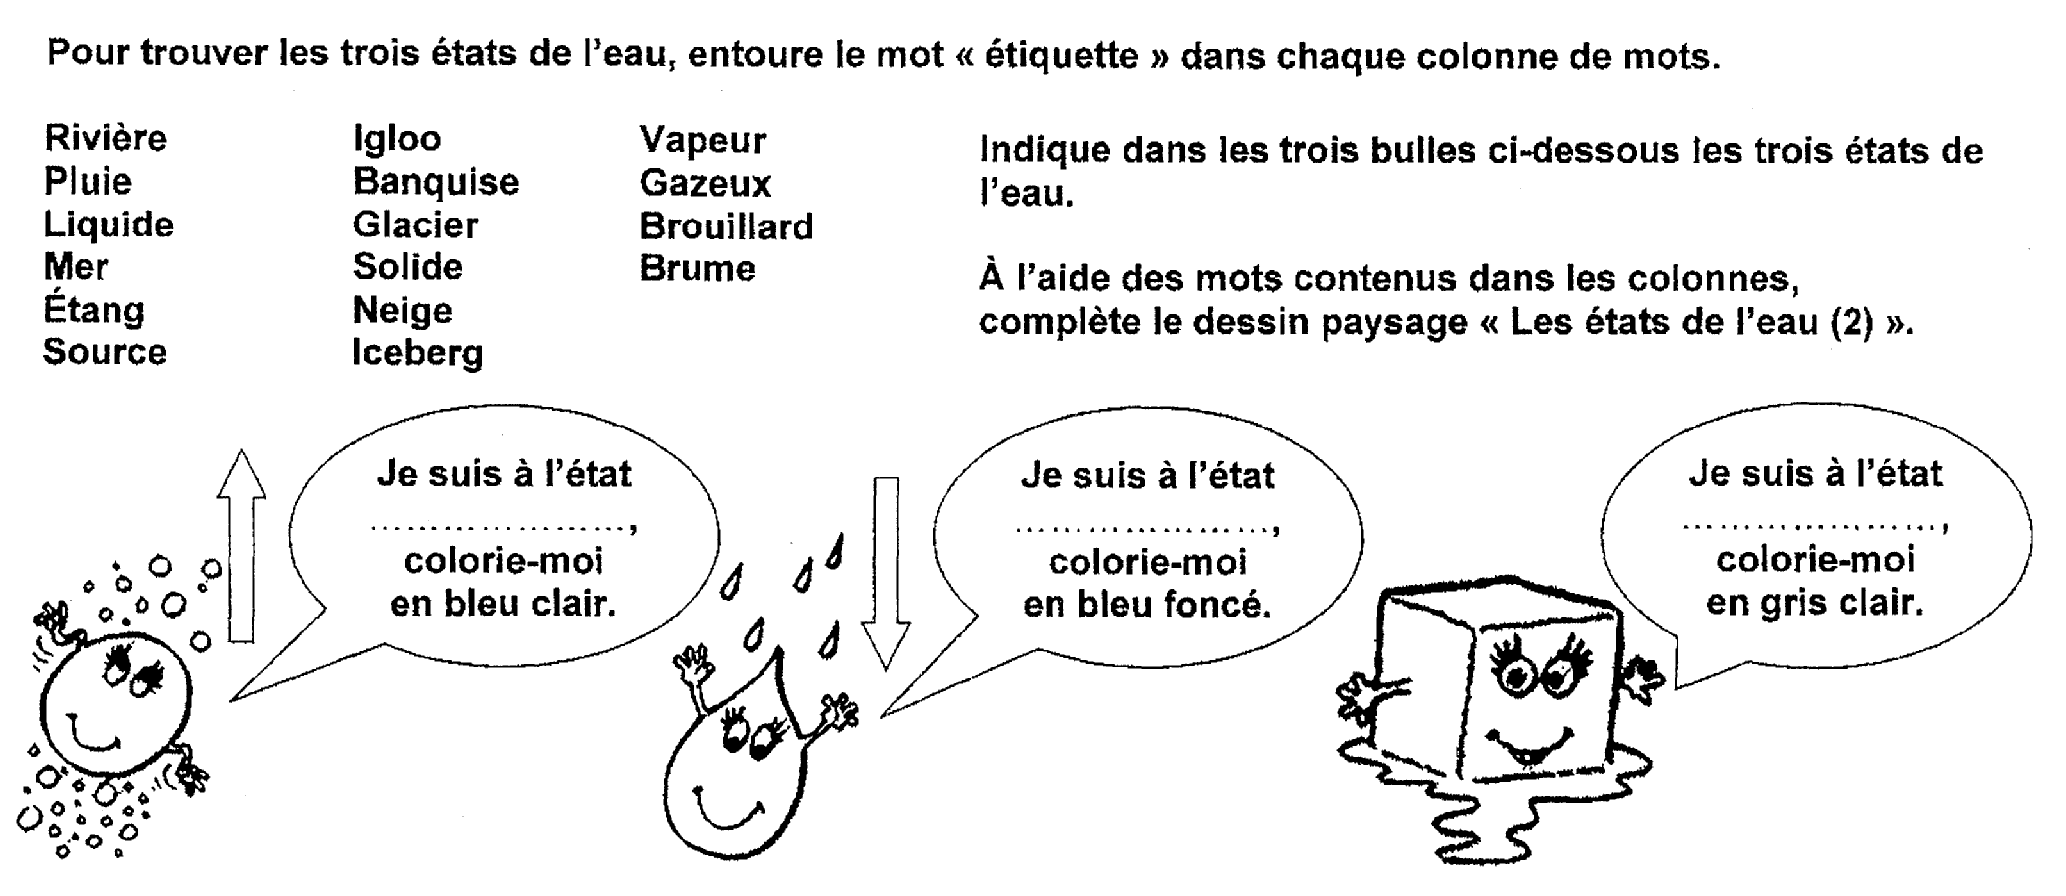 Pour trouver les trois états de l'eau, entoure le mot « étiquette » dans chaque colonne de mots.
Rivière
Pluie
Liquide
Mer
Étang
Source
Igloo
Banquise
Glacier
Solide
Neige
Iceberg
Vapeur
Gazeux
Brouillard
Brume
Indique dans les trois bulles ci-dessous les trois états de
l'eau.
À l'aide des mots contenus dans les colonnes,
complète le dessin paysage « Les états de l'eau (2) ».
Je suis à l'état
......................,
colorie-moi
en bleu clair.
Je suis à l'état
......................,
colorie-moi
en bleu foncé.
Je suis à l'état
......................,
colorie-moi
en gris clair.